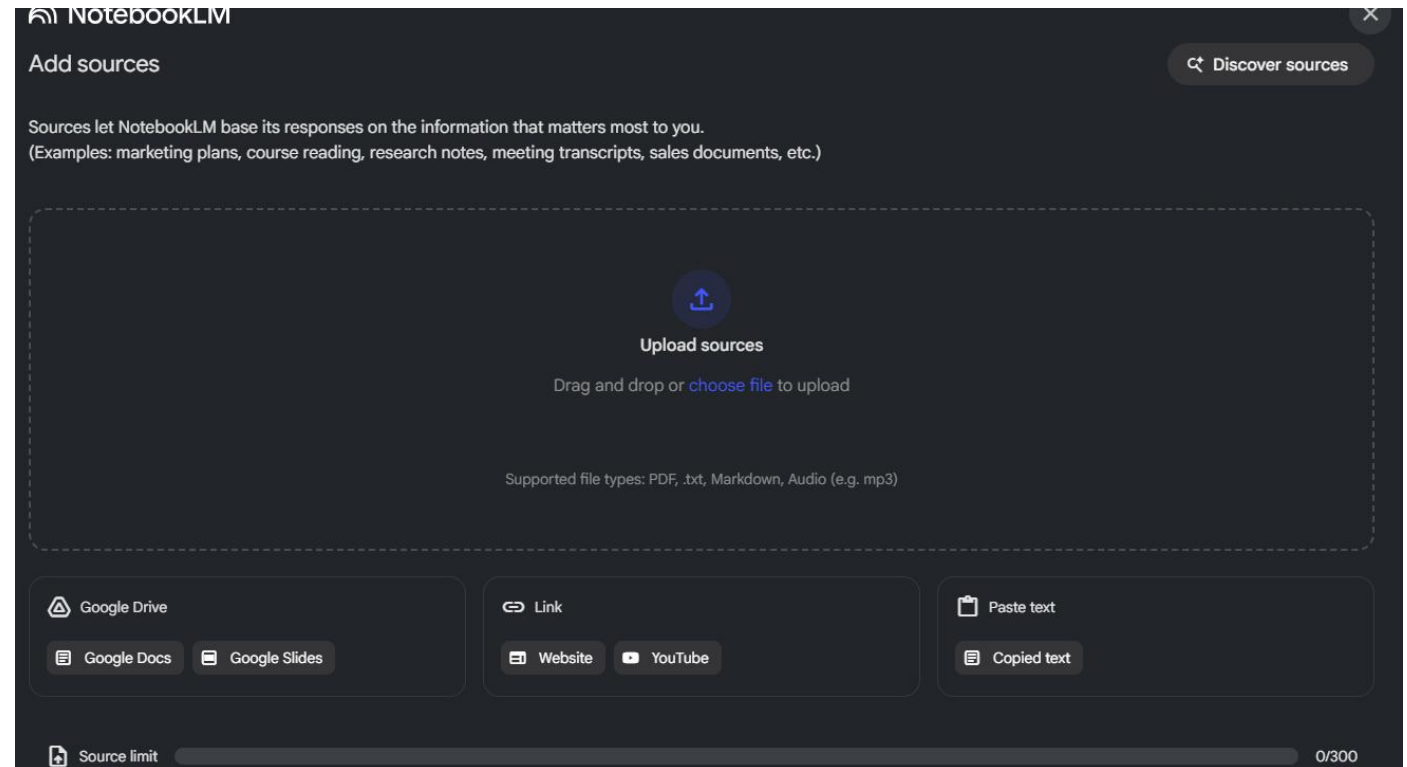 NotebookLM
Add sources
Discover sources
Sources let NotebookLM base its responses on the information that matters most to you.
(Examples: marketing plans, course reading, research notes, meeting transcripts, sales documents, etc.)
Upload sources
Drag and drop or choose file to upload
Supported file types: PDF, .txt, Markdown, Audio (e.g. mp3)
Google Drive
Google Docs
Google Slides
Link
Website
YouTube
Paste text
Copied text
Source limit
0/300